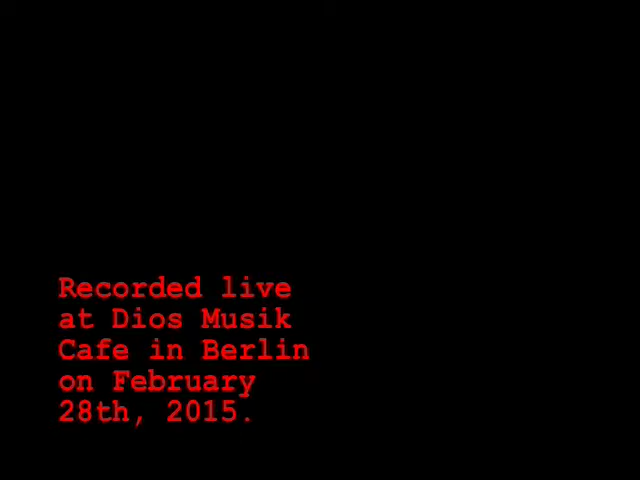 Recorded live
at Dios Musik
Cafe in Berlin
on February
28th, 2015.